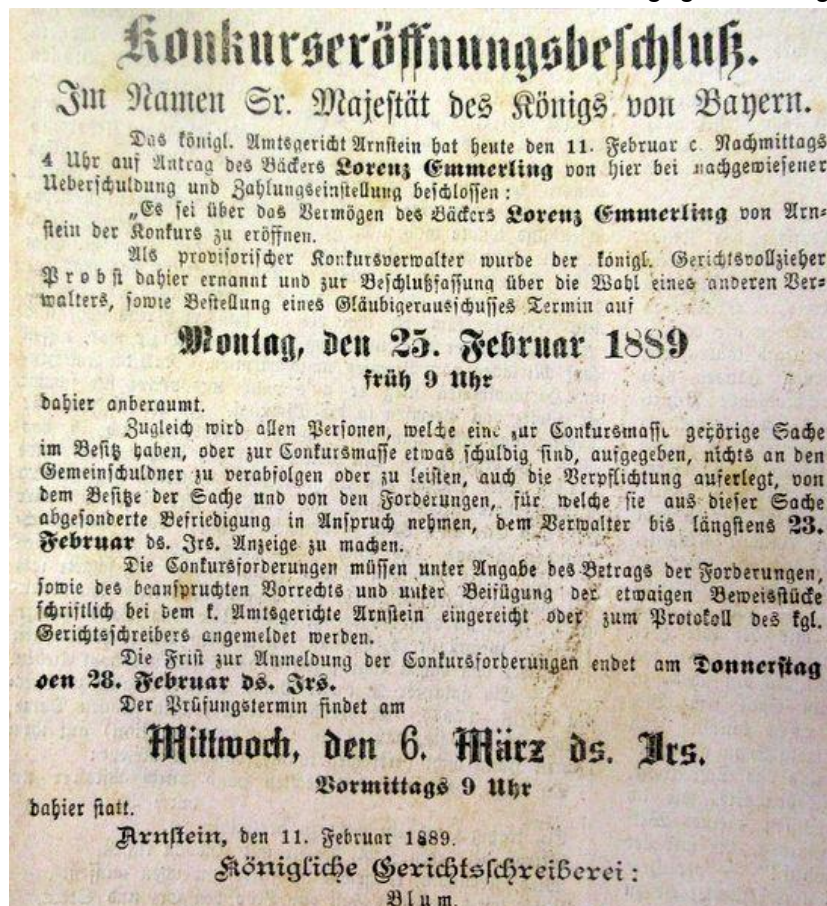 Konkurseröffnungsbeschluß.
Im Namen Sr. Majestät des Königs von Bayern.
Das königl. Amtsgericht Arnstein hat heute den 11. Februar c. Nachmittags
4 Uhr auf Antrag des Bäckers Lorenz Emmerling von hier bei nachgewiesener
Ueberschuldung und Zahlungseinstellung beschlossen:
„Es sei über das Vermögen des Bäckers Lorenz Emmerling von Arn-
stein der Konkurs zu eröffnen.
Als provisorischer Konkursverwalter wurde der königl. Gerichtsvollzieher
Probst dahier ernannt und zur Beschlußfassung über die Wahl eines anderen Ver-
walters, sowie Bestellung eines Gläubigerausschusses Termin auf
Montag, den 25. Februar 1889
früh 9 Uhr
dahier anberaumt.
Zugleich wird allen Personen, welche eine zur Conkursmasse gehörige Sache
im Besitz haben, oder zur Conkursmasse etwas schuldig sind, aufgegeben, nichts an den
Gemeinschuldner zu verabfolgen oder zu leisten, auch die Verpflichtung auferlegt, von
dem Besitze der Sache und von den Forderungen, für welche sie aus dieser Sache
abgesonderte Befriedigung in Anspruch nehmen, dem Verwalter bis längstens 23.
Februar ds. Jrs. Anzeige zu machen.
Die Conkursforderungen müssen unter Angabe des Betrags der Forderungen,
sowie des beanspruchten Vorrechts und unter Beifügung der etwaigen Beweisstücke
schriftlich bei dem k. Amtsgerichte Arnstein eingereicht oder zum Protokoll des kgl.
Gerichtsschreibers angemeldet werden.
Die Frist zur Anmeldung der Conkursforderungen endet am Donnerstag
den 28. Februar ds. Jrs.
Der Prüfungstermin findet am
Mittwoch, den 6. März ds. Jrs.
Vormittags 9 Uhr
dahier statt.
Arnstein, den 11. Februar 1889.
Königliche Gerichtsschreiberei:
Blum.